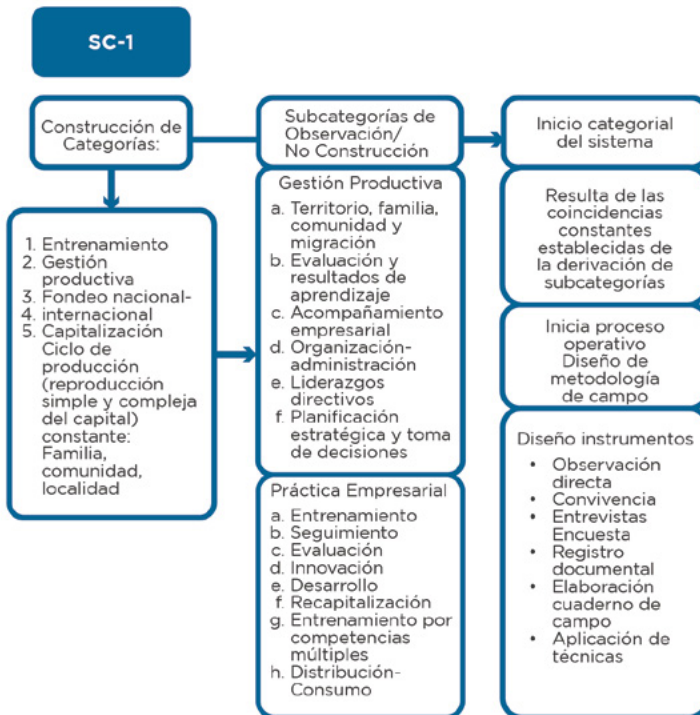 SC-1
Construcción de
Categorías:
1. Entrenamiento
2. Gestión
productiva
3. Fondeo nacional-
4. internacional
5. Capitalización
Ciclo de
producción
(reproducción
simple y compleja
del capital)
constante:
Familia,
comunidad,
localidad
Subcategorías de
Observación/
No Construcción
Gestión Productiva
a. Territorio, familia,
comunidad y
migración
b. Evaluación y
resultados de
aprendizaje
c. Acompañamiento
empresarial
d. Organización-
administración
e. Liderazgos
directivos
f. Planificación
estratégica y toma
de decisiones
Práctica Empresarial
a. Entrenamiento
b. Seguimiento
c. Evaluación
d. Innovación
e. Desarrollo
f. Recapitalización
g. Entrenamiento por
competencias
múltiples
h. Distribución-
Consumo
Inicio categorial
del sistema
Resulta de las
coincidencias
constantes
establecidas de
la derivación de
subcategorías
Inicia proceso
operativo
Diseño de
metodología
de campo
Diseño instrumentos
• Observación
directa
• Convivencia
• Entrevistas
Encuesta
• Registro
documental
• Elaboración
cuaderno de
campo
• Aplicación de
técnicas